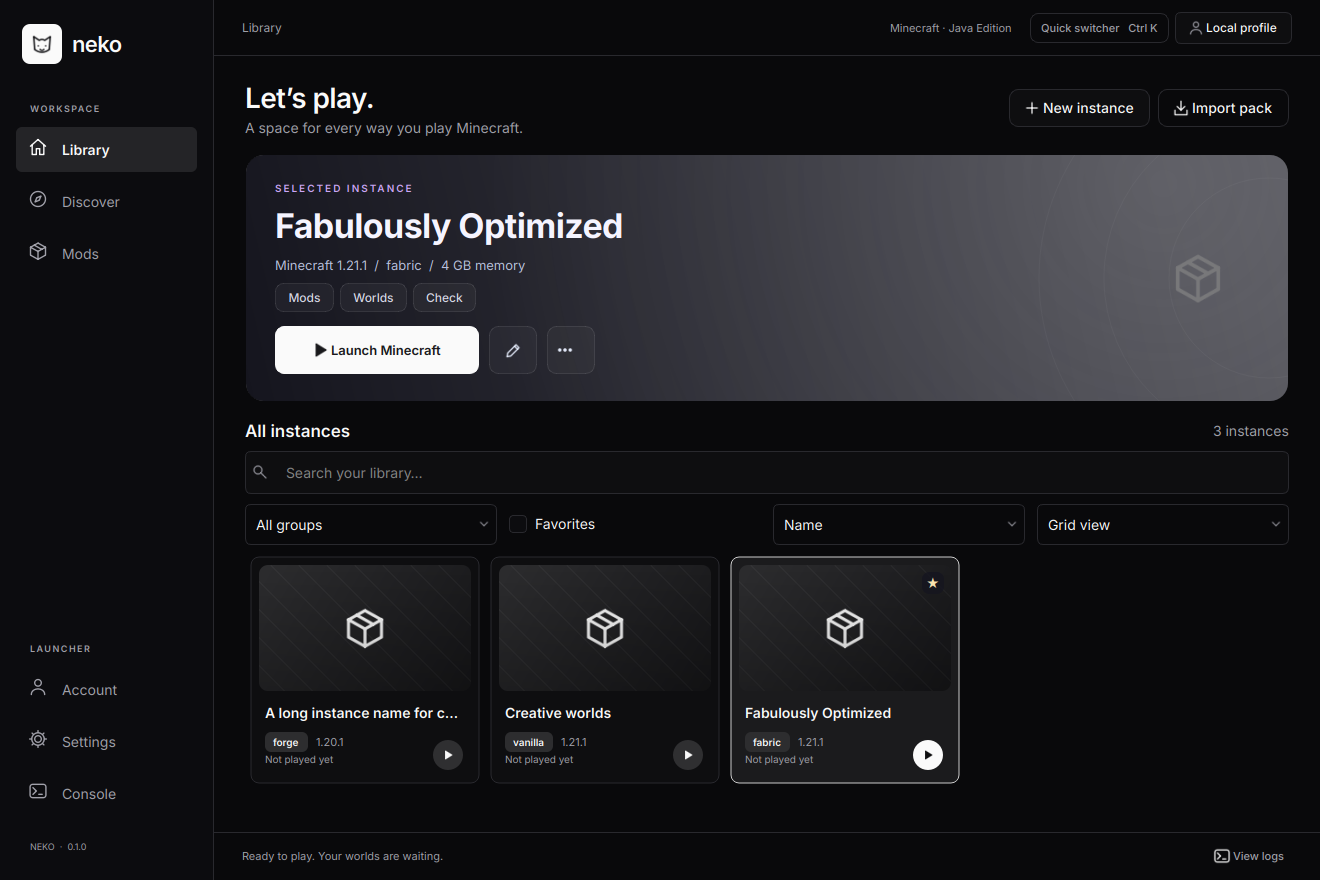 neko
WORKSPACE
Library
Discover
Mods
LAUNCHER
Account
Settings
Console
NEKO · 0.1.0
Library
Minecraft · Java Edition
Quick switcher Ctrl K
Local profile
Let’s play.
A space for every way you play Minecraft.
New instance
Import pack
SELECTED INSTANCE
Fabulously Optimized
Minecraft 1.21.1 / fabric / 4 GB memory
Mods
Worlds
Check
Launch Minecraft
All instances
3 instances
Search your library...
All groups
Favorites
Name
Grid view
A long instance name for c...
forge 1.20.1
Not played yet
Creative worlds
vanilla 1.21.1
Not played yet
Fabulously Optimized
fabric 1.21.1
Not played yet
Ready to play. Your worlds are waiting.
View logs